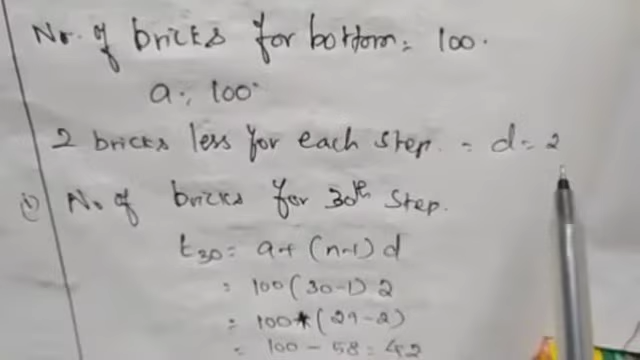 No. of bricks for bottom = 100.
a = 100
2 bricks less for each step = d = 2
i) No of bricks for 30th step.
t30 = a + (n-1) d
= 100 (30-1) 2
= 100 * (29-2)
= 100 - 58 = 42